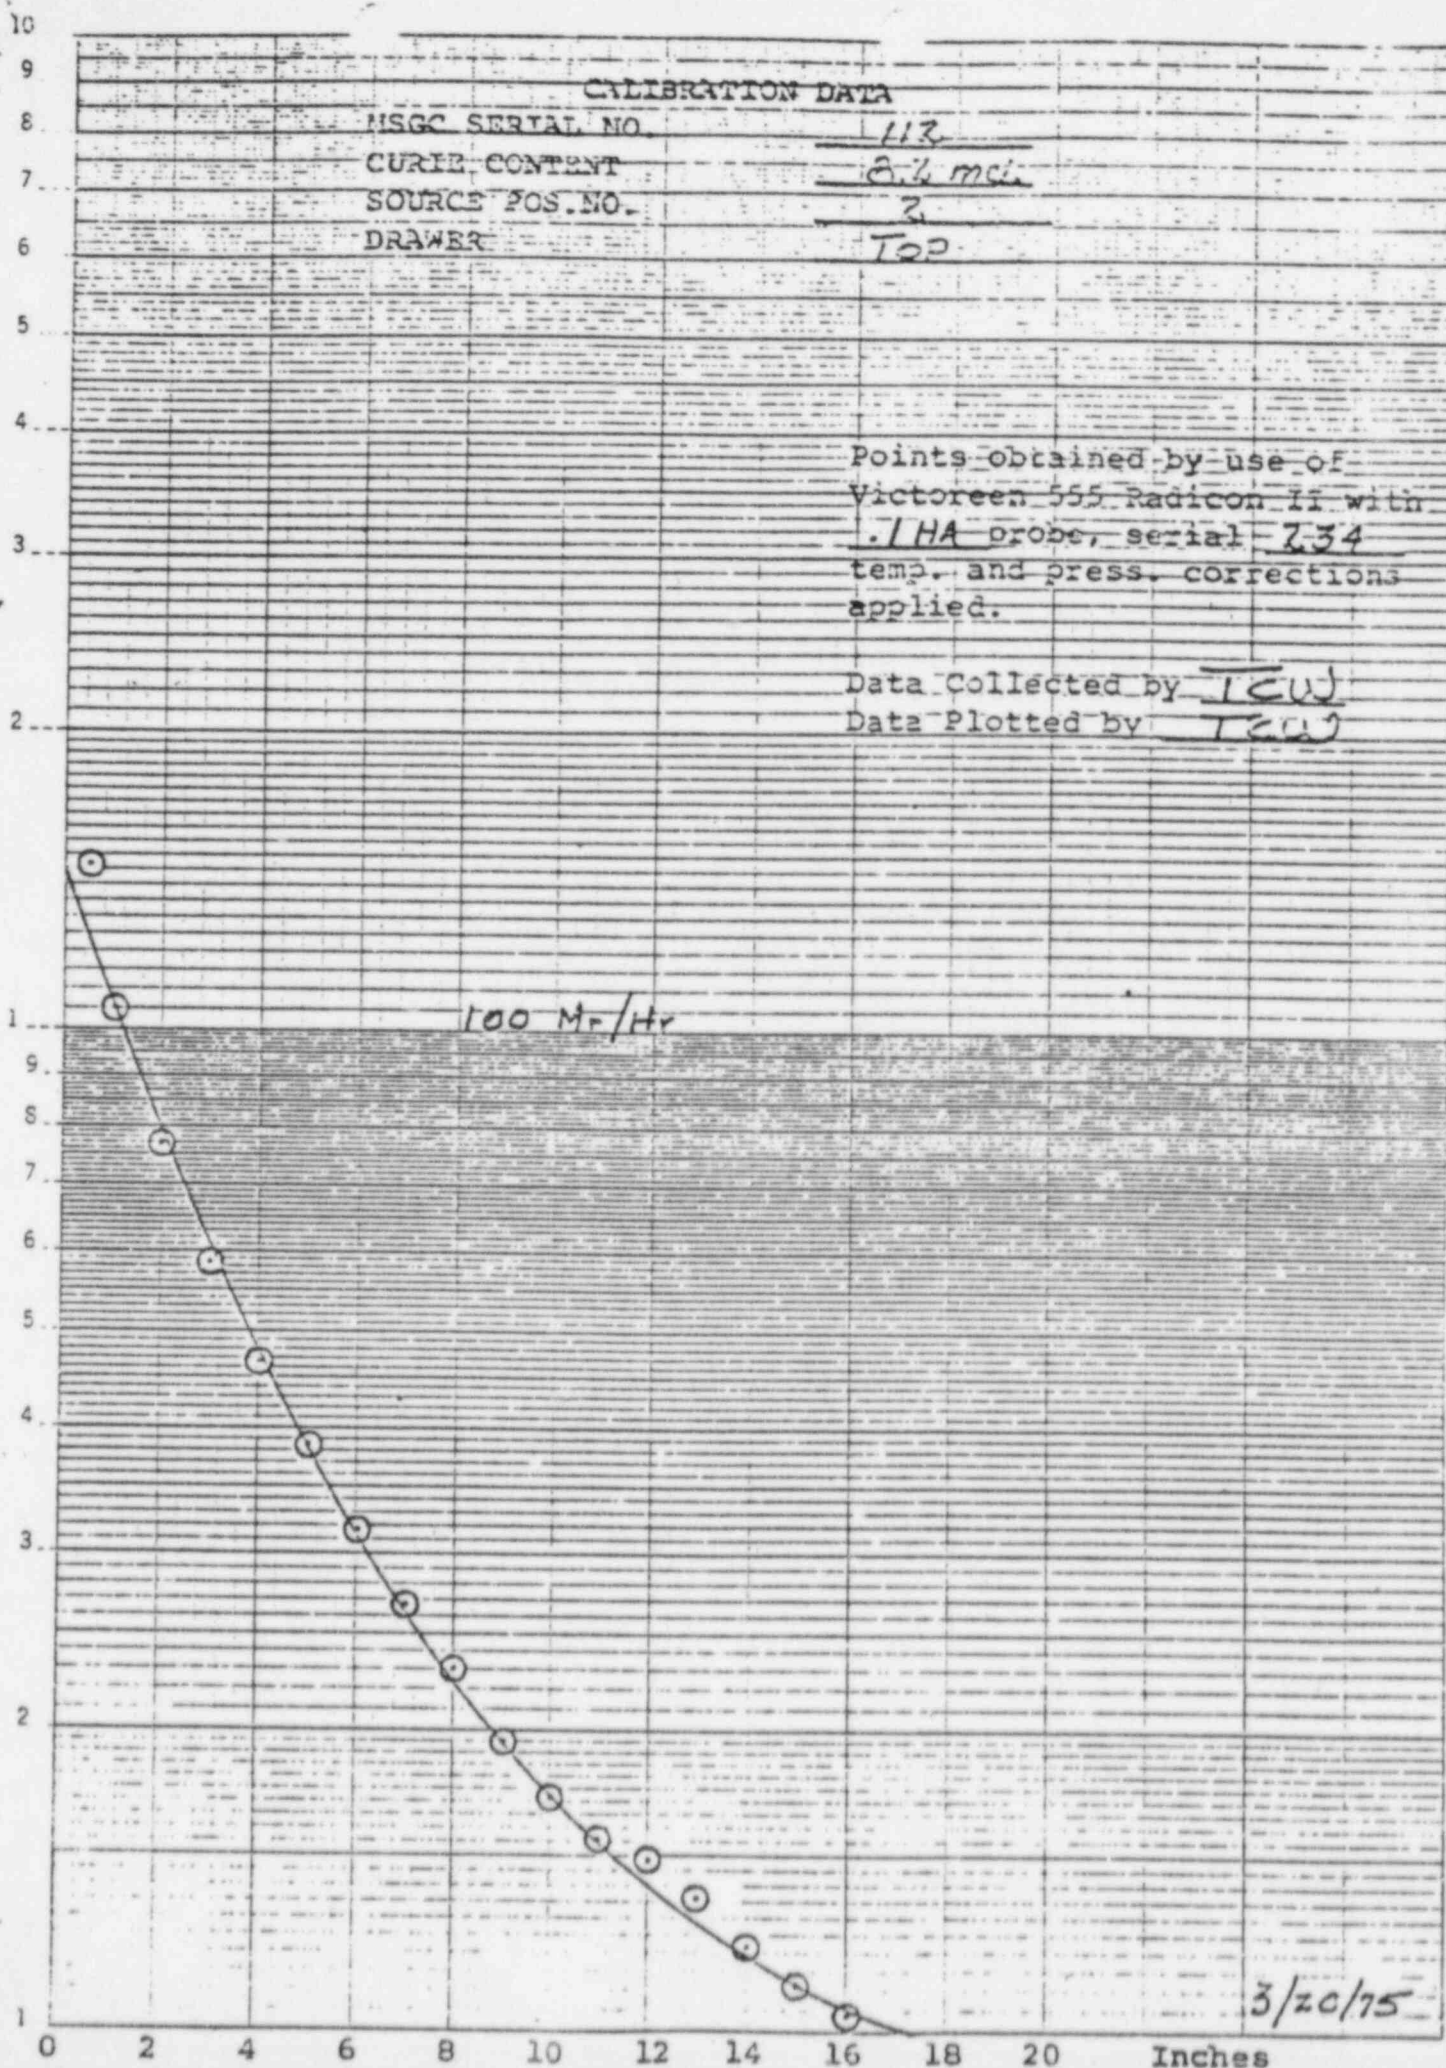 10
9
CALIBRATION DATA
8
MSGC SERIAL NO. 112
CURIE CONTENT mci.
7
SOURCE POS.NO. 2
6
DRAWER TOP
5
4
Points obtained by use of
Victoreen 555 Radicon II with
.1 HA probe, serial 234
3
temp. and press. corrections
applied.
Data Collected by TCW
2
Data Plotted by TCW
1
100 Mr/Hr
9
8
7
6
5
4
3
2
3/20/75
1
0 2 4 6 8 10 12 14 16 18 20 Inches